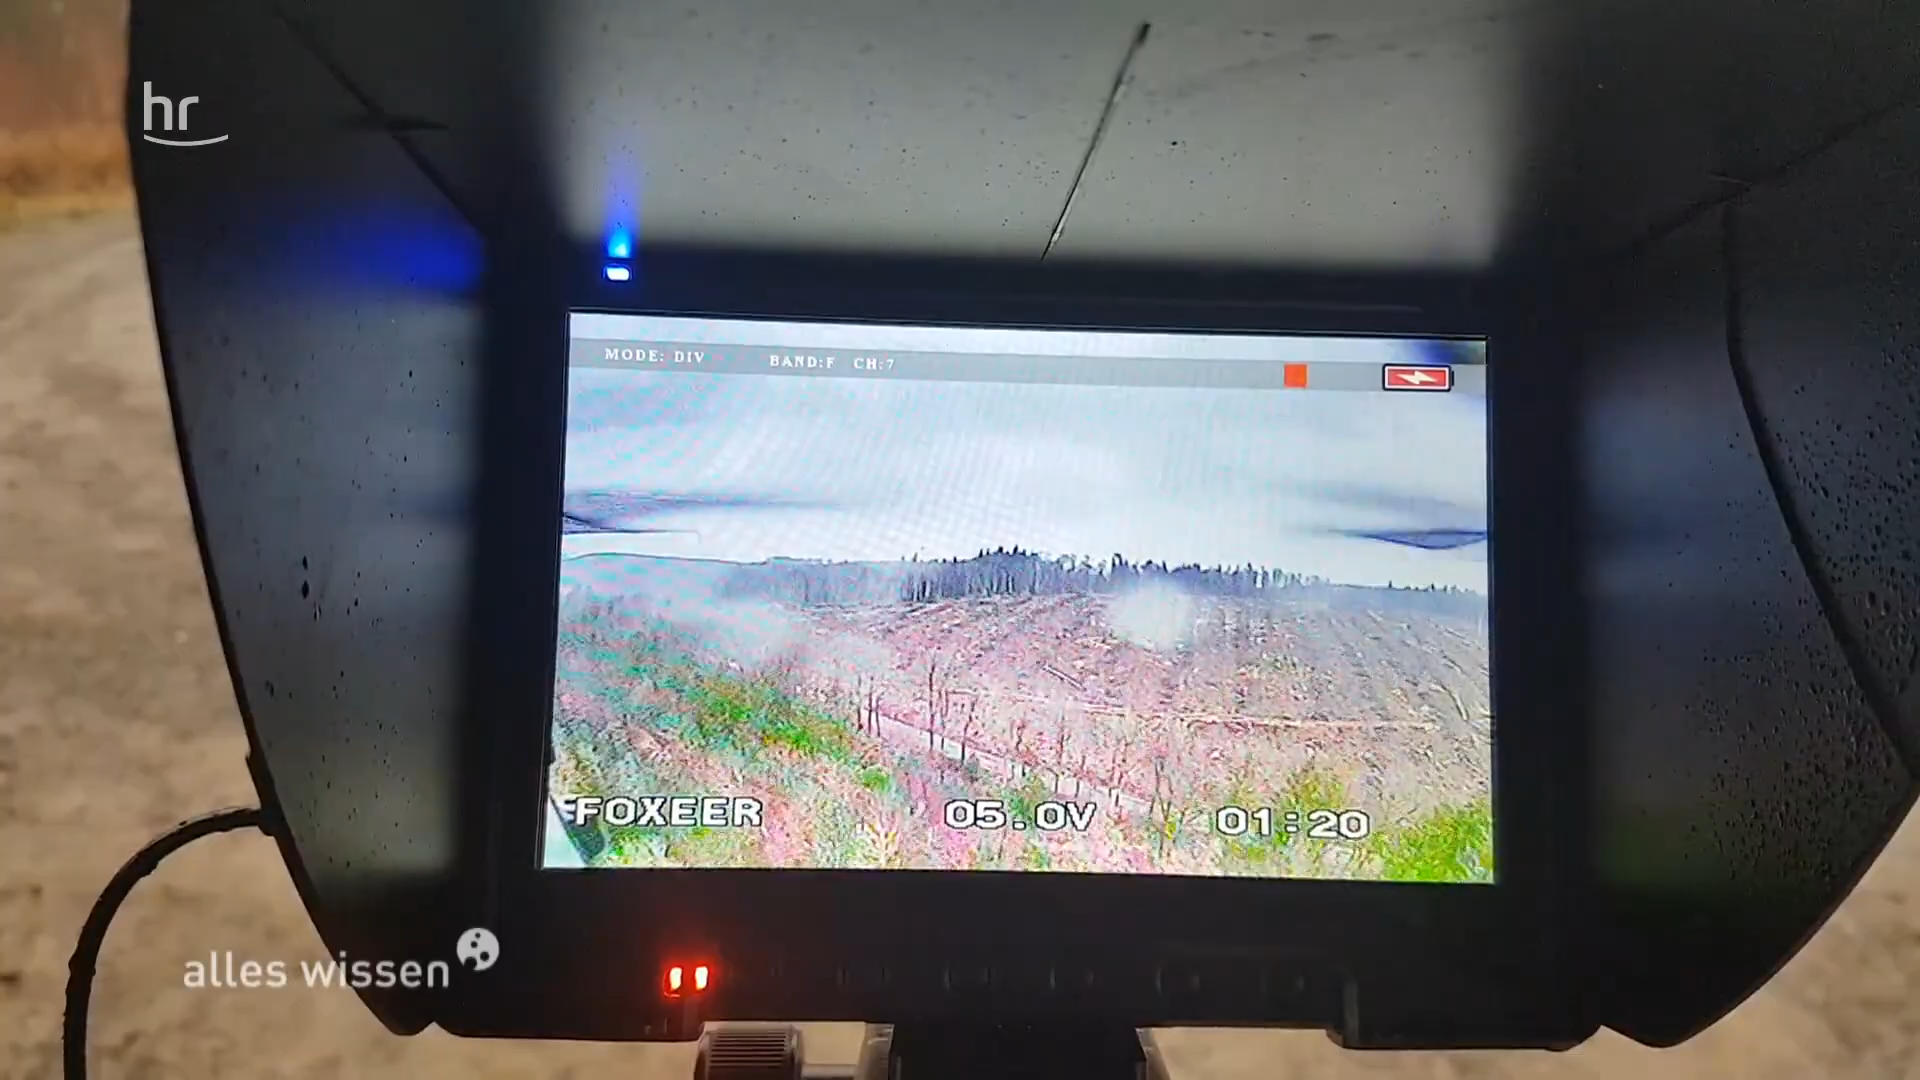 hr
MODE: DIV BAND:F CH:7
FOXEER 05.0V 01:20
alles wissen